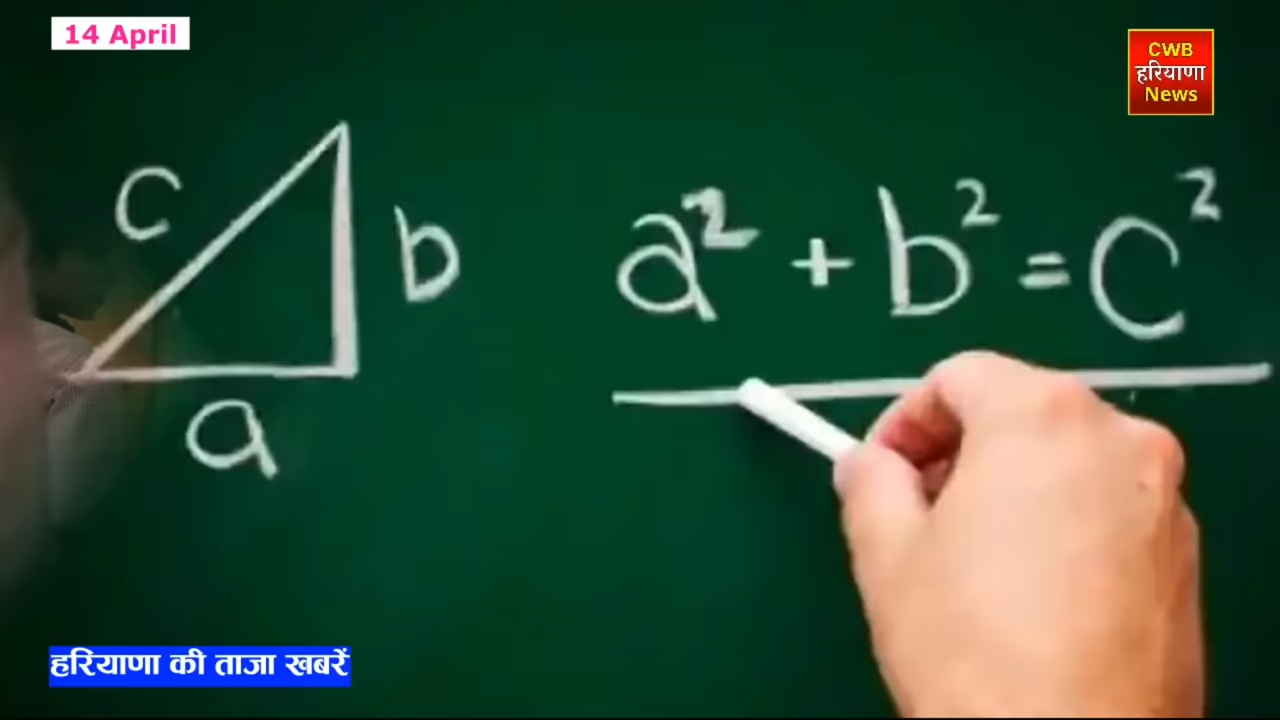 14 April
CWB
हरियाणा
News
c
b
a
a² + b² = c²
हरियाणा की ताजा खबरें